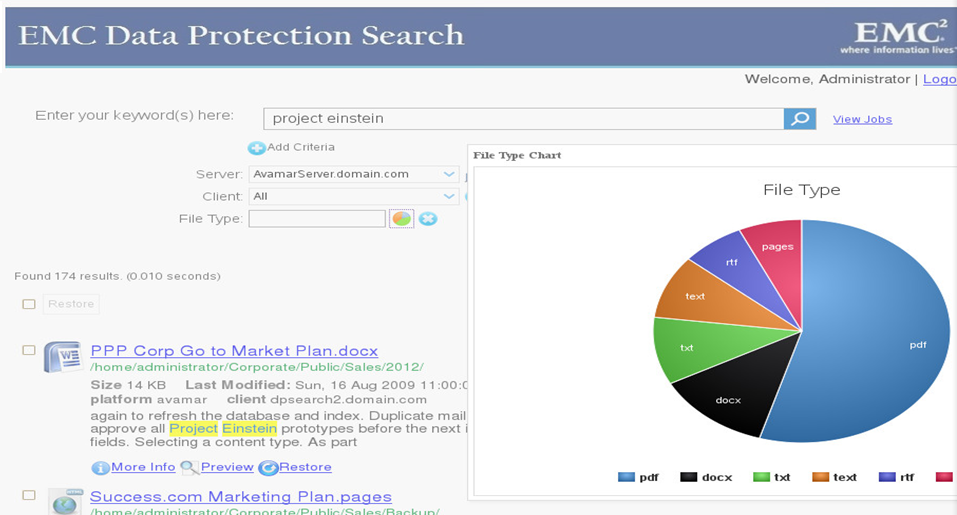 EMC Data Protection Search
EMC²
where information lives
Welcome, Administrator | Logo
Enter your keyword(s) here:
project einstein
View Jobs
Add Criteria
Server: AvamarServer.domain.com
Client: All
File Type:
Found 174 results. (0.010 seconds)
Restore
PPP Corp Go to Market Plan.docx
/home/administrator/Corporate/Public/Sales/2012/
Size 14 KB Last Modified: Sun, 16 Aug 2009 11:00:0
platform avamar client dpsearch2.domain.com
again to refresh the database and index. Duplicate mail
approve all Project Einstein prototypes before the next i
fields. Selecting a content type. As part
More Info Preview Restore
Success.com Marketing Plan.pages
/home/administrator/Corporate/Public/Sales/Backup/
File Type Chart
File Type
pages
rtf
text
txt
docx
pdf
pdf docx txt text rtf